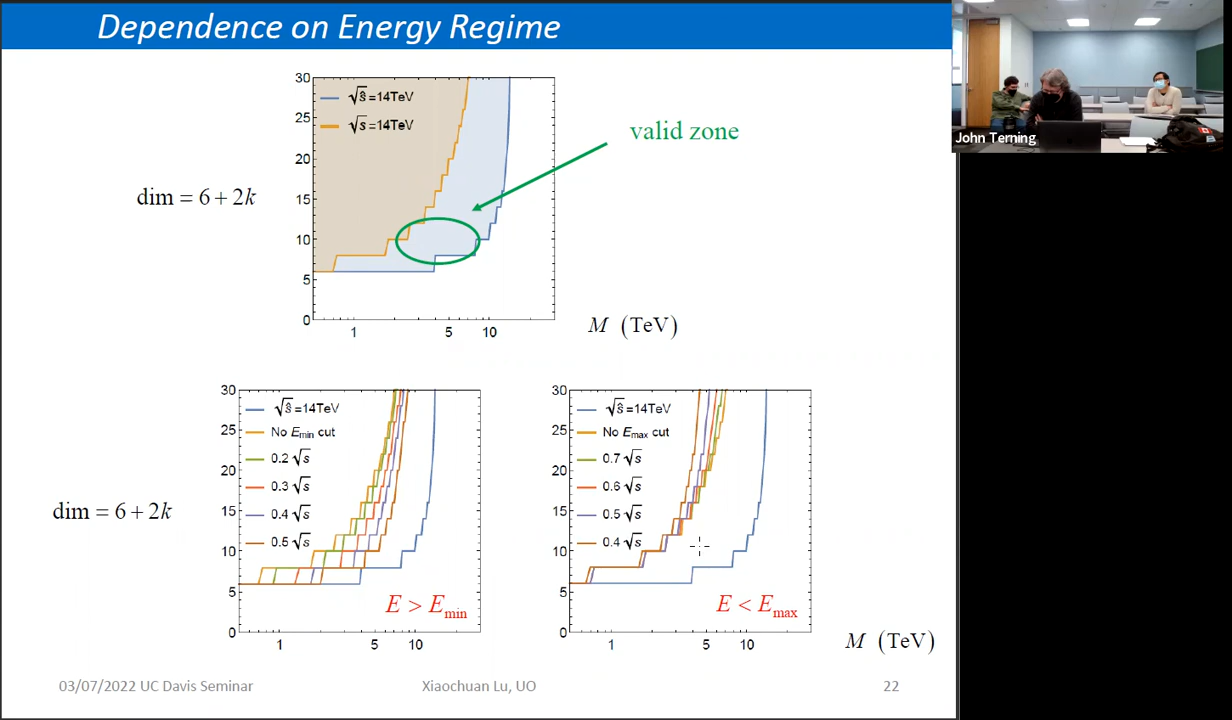 Dependence on Energy Regime
John Terning
dim = 6 + 2k
30
25
20
15
10
5
0
√ŝ =14TeV
√s =14TeV
1
5
10
valid zone
M (TeV)
dim = 6 + 2k
30
25
20
15
10
5
0
√ŝ =14TeV
No Emin cut
0.2 √s
0.3 √s
0.4 √s
0.5 √s
E > Emin
1
5
10
30
25
20
15
10
5
0
√ŝ =14TeV
No Emax cut
0.7 √s
0.6 √s
0.5 √s
0.4 √s
E < Emax
1
5
10
M (TeV)
03/07/2022 UC Davis Seminar
Xiaochuan Lu, UO
22